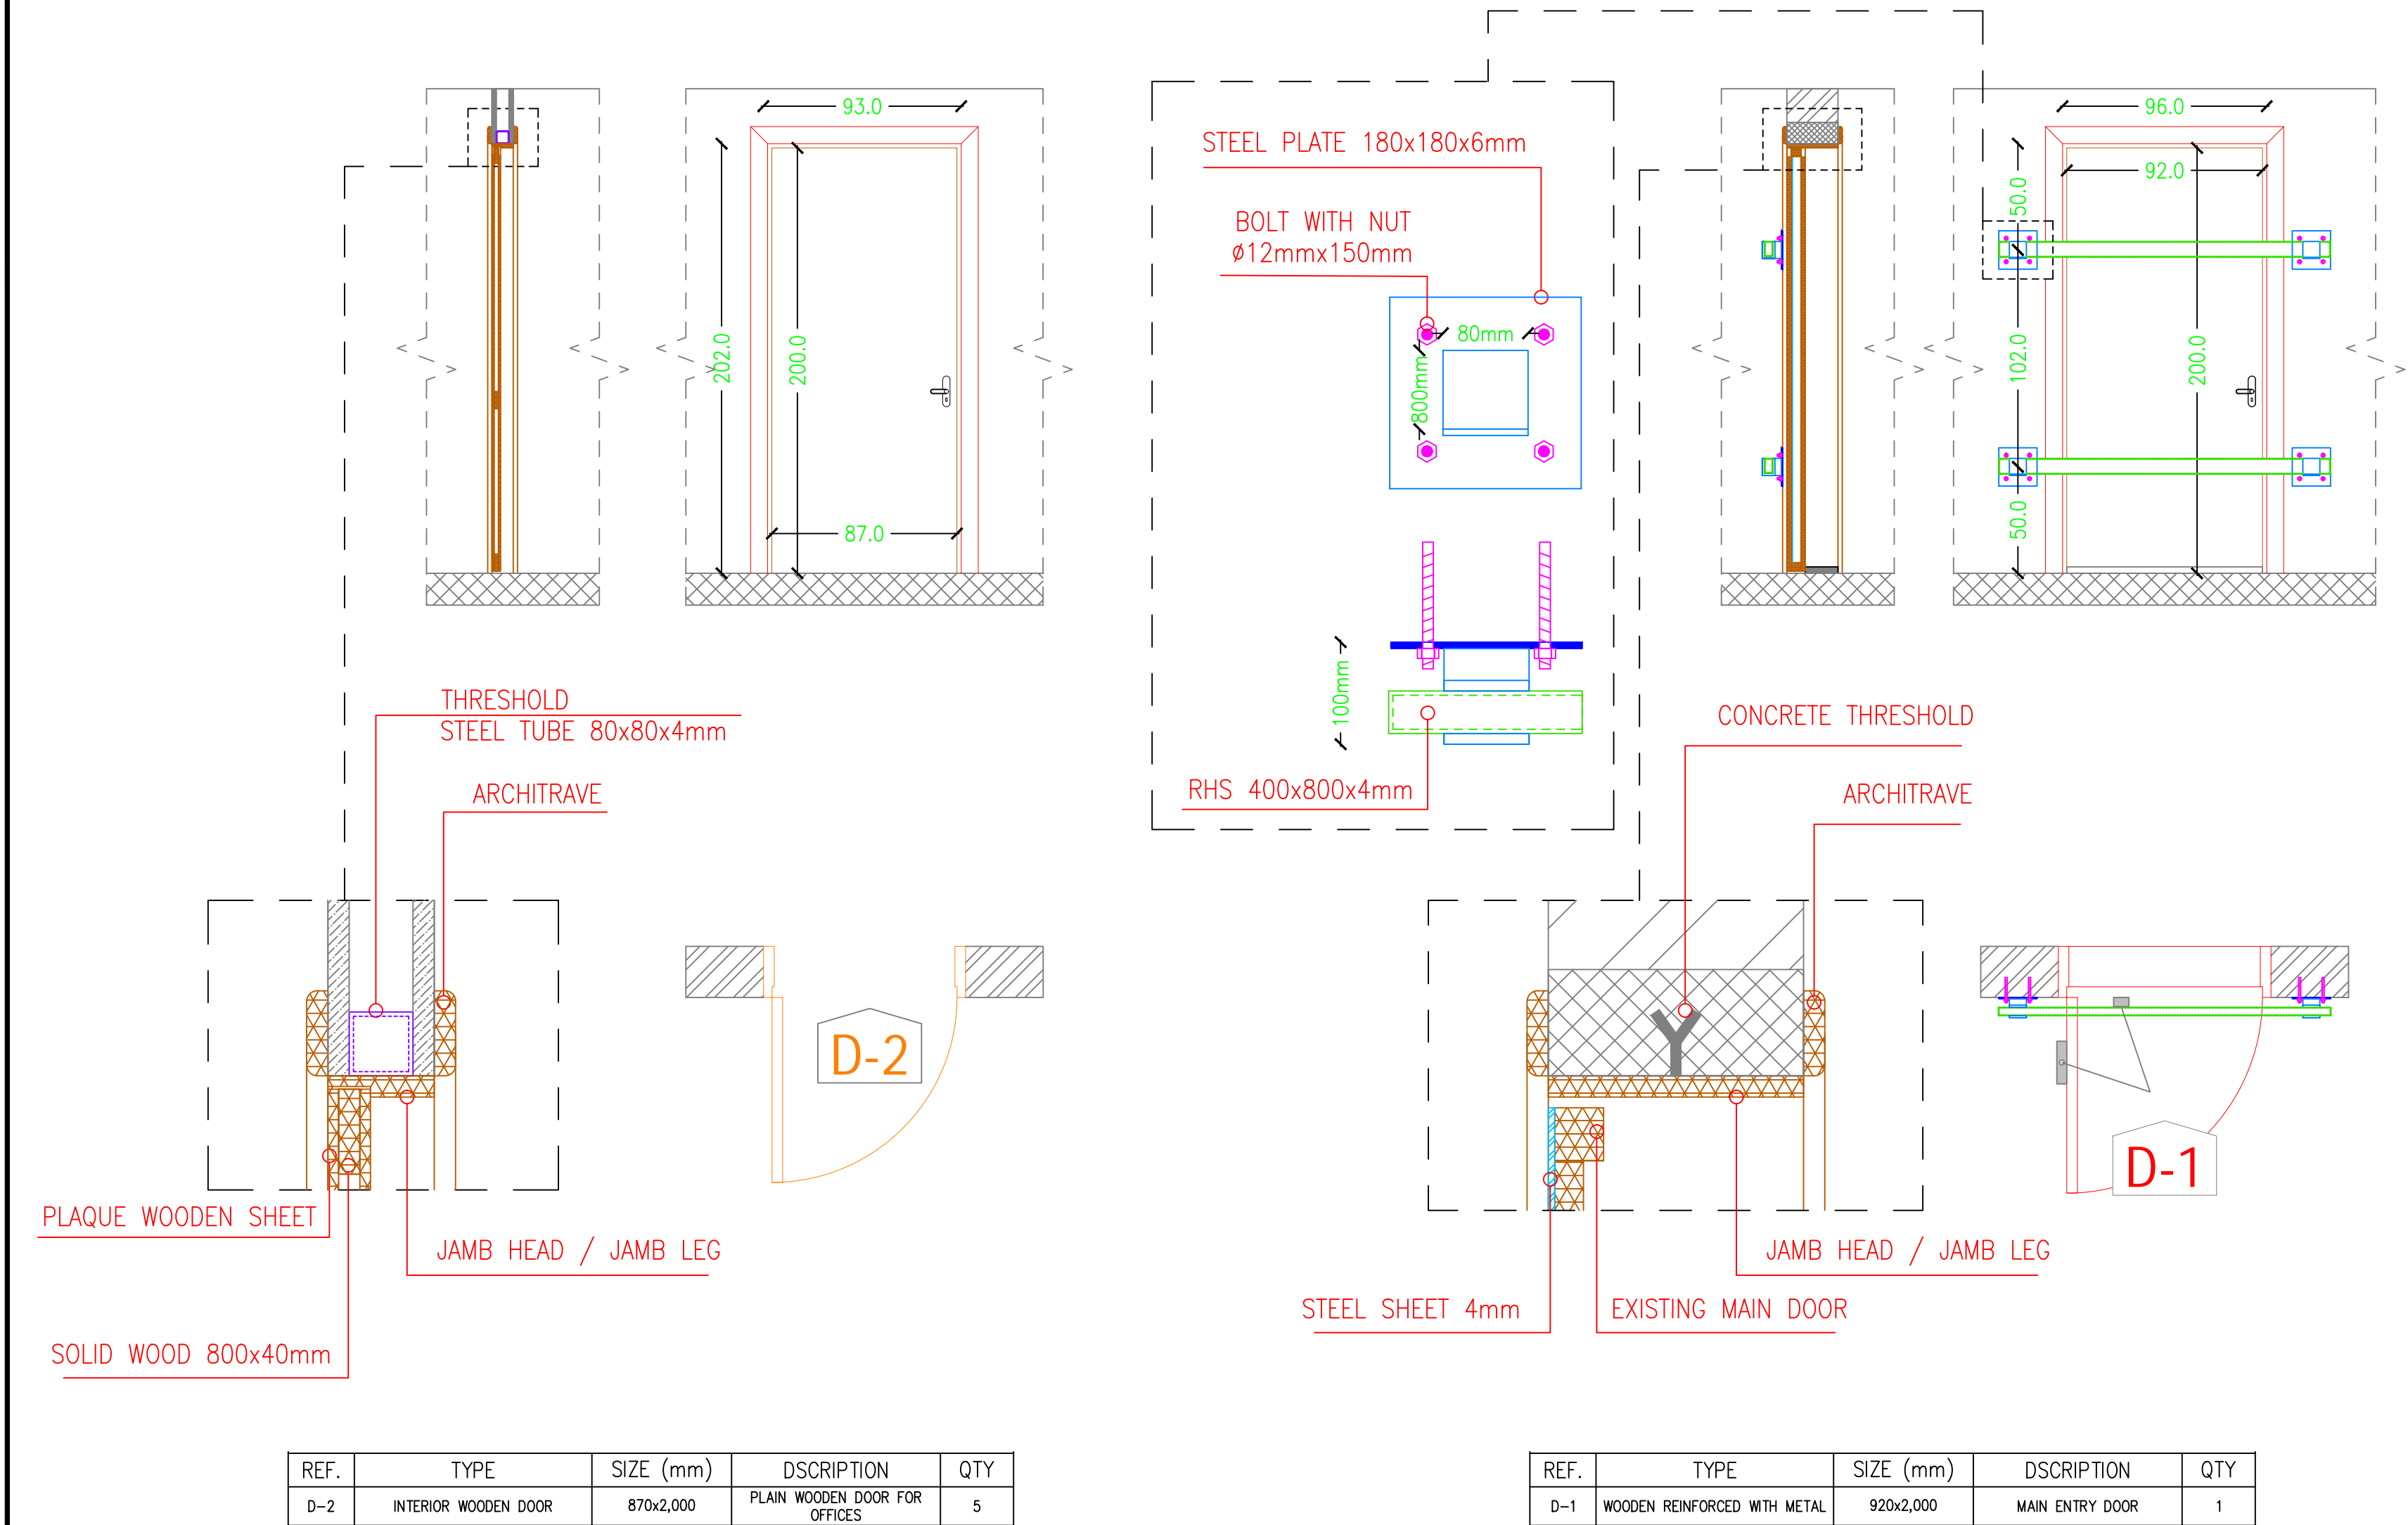 93.0
202.0
200.0
87.0
STEEL PLATE 180x180x6mm
BOLT WITH NUT
ø12mmx150mm
80mm
800mm
100mm
RHS 400x800x4mm
96.0
92.0
50.0
102.0
200.0
50.0
THRESHOLD
STEEL TUBE 80x80x4mm
ARCHITRAVE
PLAQUE WOODEN SHEET
JAMB HEAD / JAMB LEG
SOLID WOOD 800x40mm
D-2
CONCRETE THRESHOLD
ARCHITRAVE
JAMB HEAD / JAMB LEG
STEEL SHEET 4mm
EXISTING MAIN DOOR
D-1
REF. TYPE SIZE (mm) DSCRIPTION QTY
D-2 INTERIOR WOODEN DOOR 870x2,000 PLAIN WOODEN DOOR FOR OFFICES 5
REF. TYPE SIZE (mm) DSCRIPTION QTY
D-1 WOODEN REINFORCED WITH METAL 920x2,000 MAIN ENTRY DOOR 1